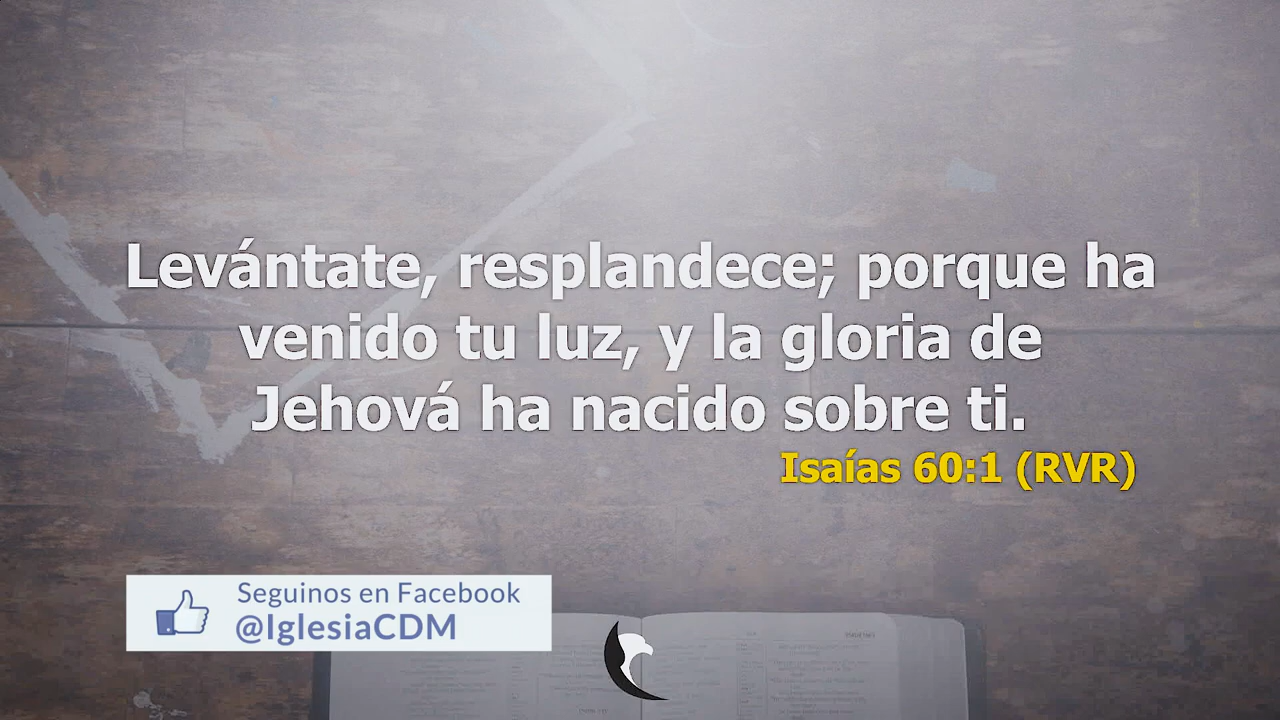 Levántate, resplandece; porque ha
venido tu luz, y la gloria de
Jehová ha nacido sobre ti.
Isaías 60:1 (RVR)
Seguinos en Facebook
@IglesiaCDM